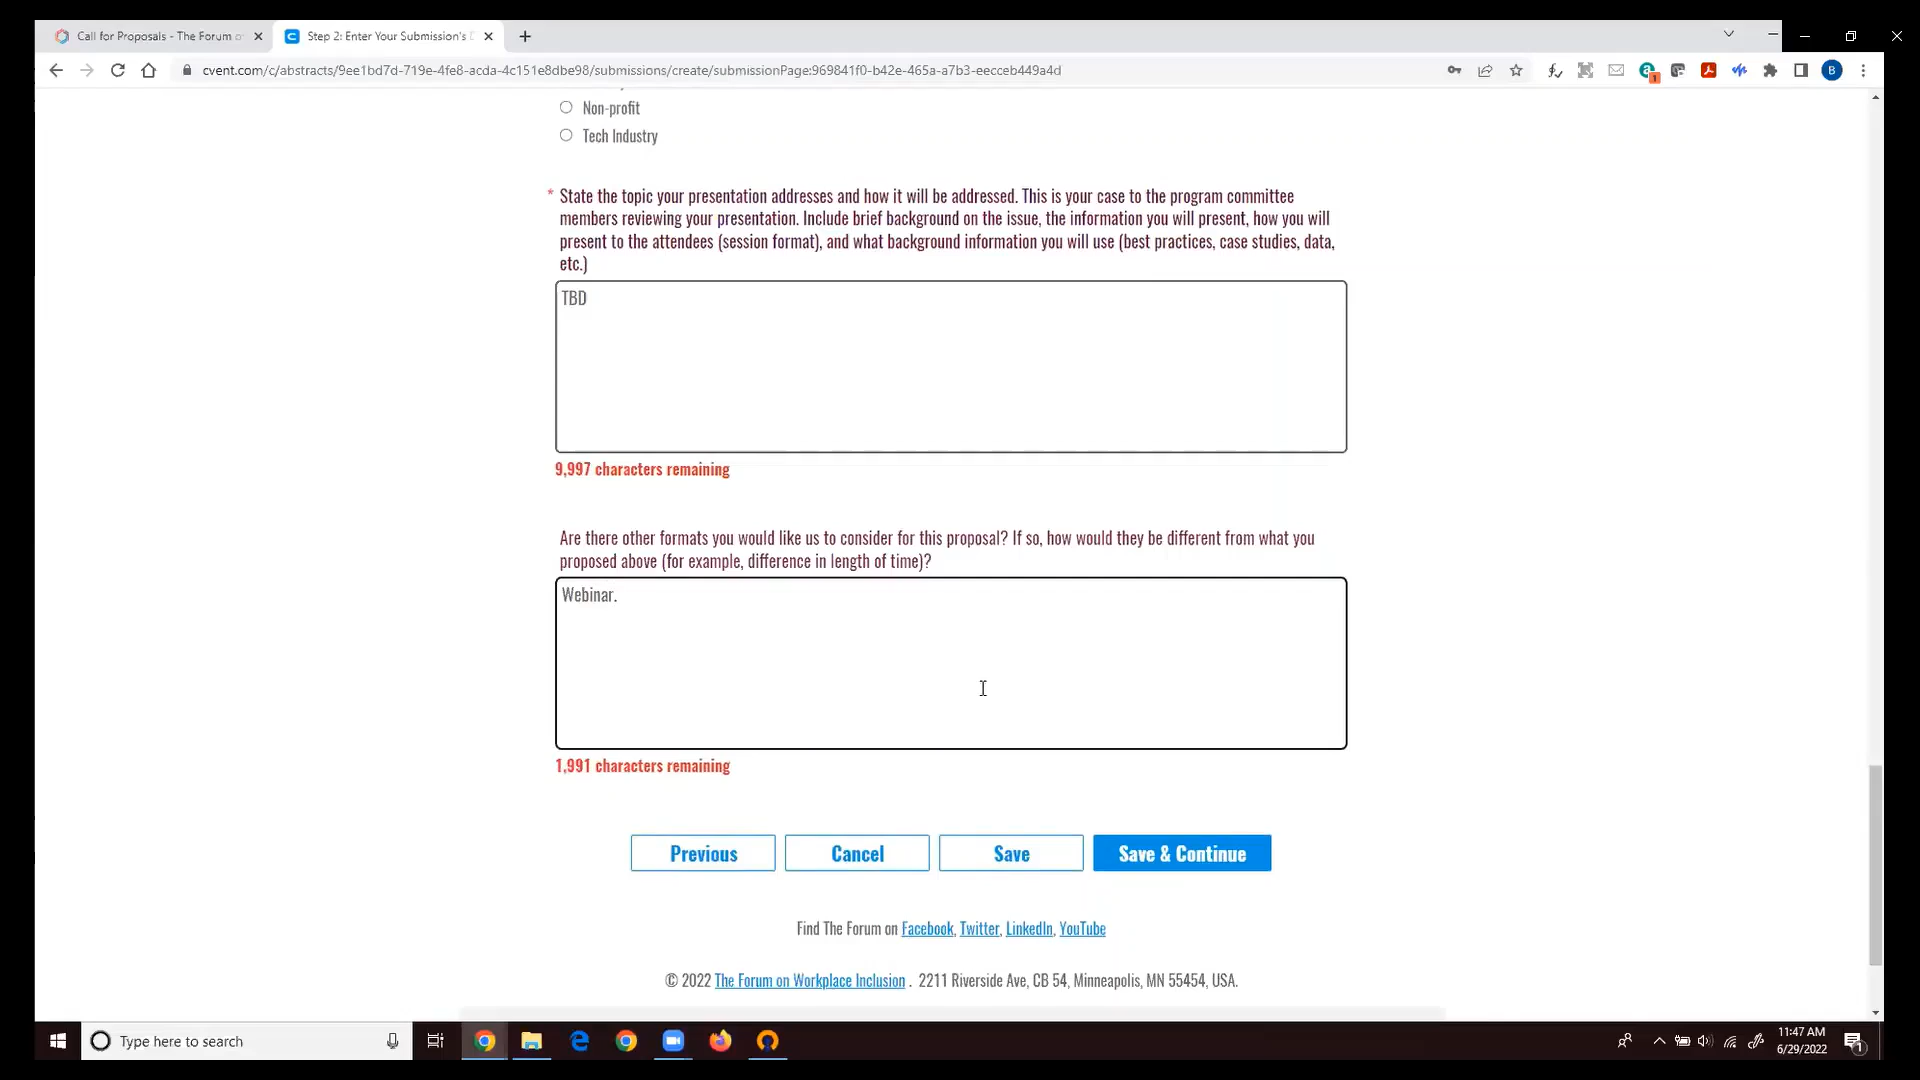 Call for Proposals - The Forum o
Step 2: Enter Your Submission's
cvent.com/c/abstracts/9ee1bd7d-719e-4fe8-acda-4c151e8dbe98/submissions/create/submissionPage:969841f0-b42e-465a-a7b3-eecceb449a4d
1
B
Non-profit
Tech Industry
* State the topic your presentation addresses and how it will be addressed. This is your case to the program committee
members reviewing your presentation. Include brief background on the issue, the information you will present, how you will
present to the attendees (session format), and what background information you will use (best practices, case studies, data,
etc.)
TBD
9,997 characters remaining
Are there other formats you would like us to consider for this proposal? If so, how would they be different from what you
proposed above (for example, difference in length of time)?
Webinar.
1,991 characters remaining
Previous
Cancel
Save
Save & Continue
Find The Forum on Facebook, Twitter, LinkedIn, YouTube
© 2022 The Forum on Workplace Inclusion . 2211 Riverside Ave, CB 54, Minneapolis, MN 55454, USA.
Type here to search
11:47 AM
6/29/2022
1